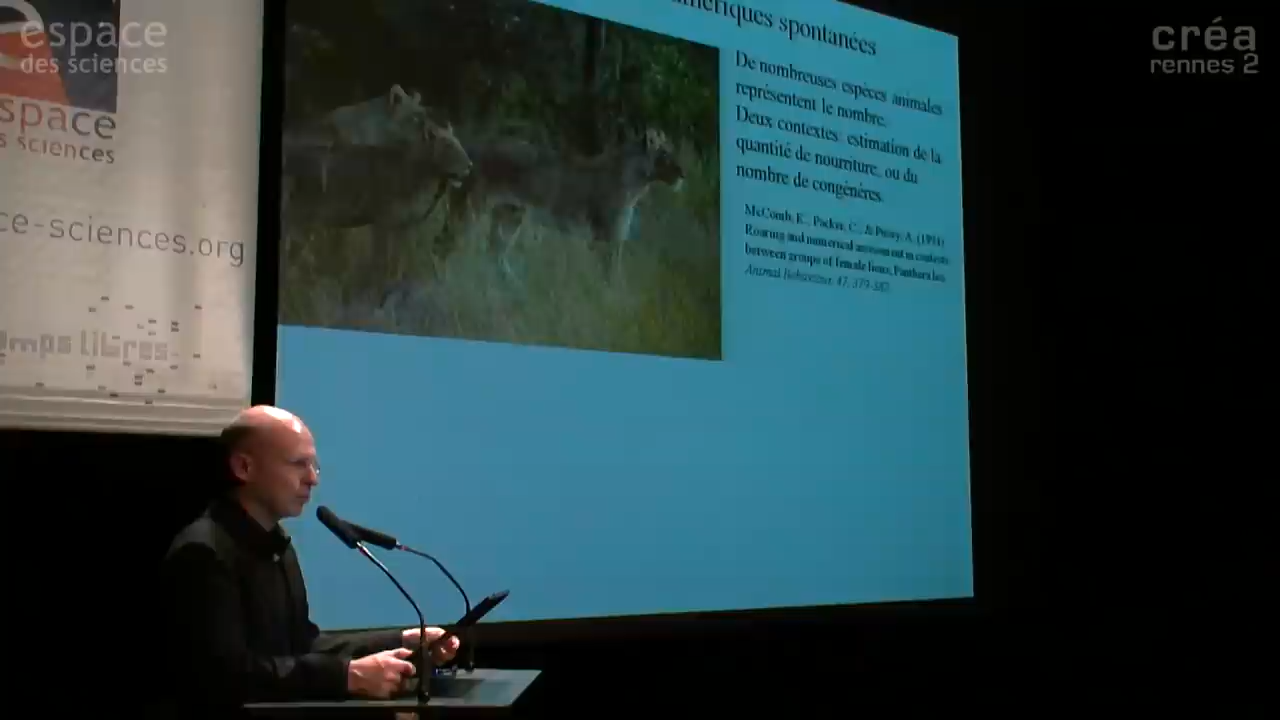 espace
des sciences
space
s sciences
ce-sciences.org
mps libres
créa
rennes 2
mériques spontanées
De nombreuses espèces animales
représentent le nombre.
Deux contextes: estimation de la
quantité de nourriture, ou du
nombre de congénères.
McComb, K., Packer, C., & Pusey, A. (1994)
Roaring and numerical assessment in contests
between groups of female lions, Panthera leo.
Animal Behaviour, 47, 379-387.